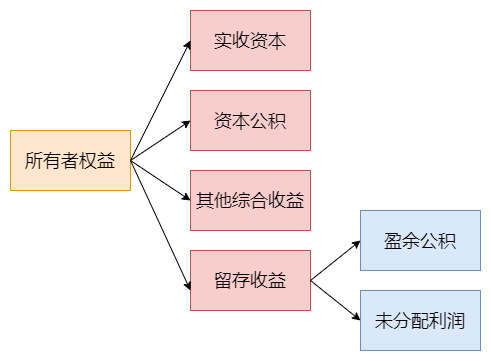 实收资本
资本公积
所有者权益
其他综合收益
盈余公积
留存收益
未分配利润